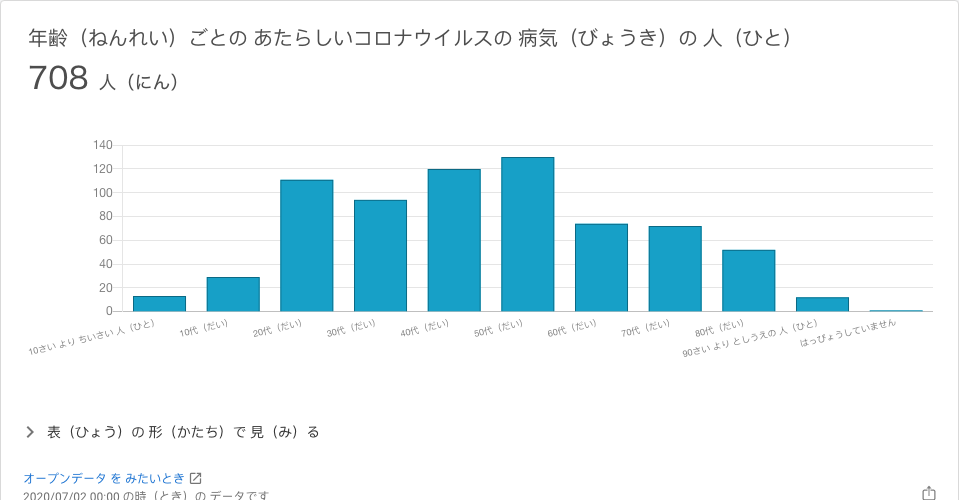 年齢（ねんれい）ごとの あたらしいコロナウイルスの 病気（びょうき）の 人（ひと）
708 人（にん）
140
120
100
80
60
40
20
0
10さい より ちいさい 人（ひと）
10代（だい）
20代（だい）
30代（だい）
40代（だい）
50代（だい）
60代（だい）
70代（だい）
80代（だい）
90さい より としうえの 人（ひと）
はっぴょうしていません
表（ひょう）の 形（かたち）で 見（み）る
オープンデータ を みたいとき
2020/07/02 00:00 の時（とき）の データです